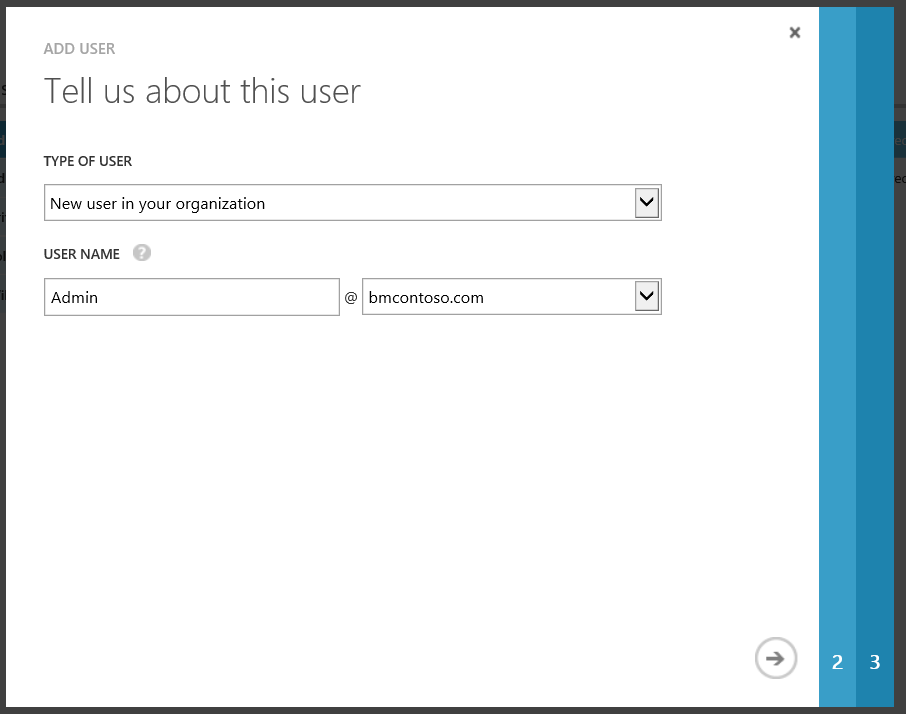 ADD USER
Tell us about this user
TYPE OF USER
New user in your organization
USER NAME ?
Admin @ bmcontoso.com
2 3